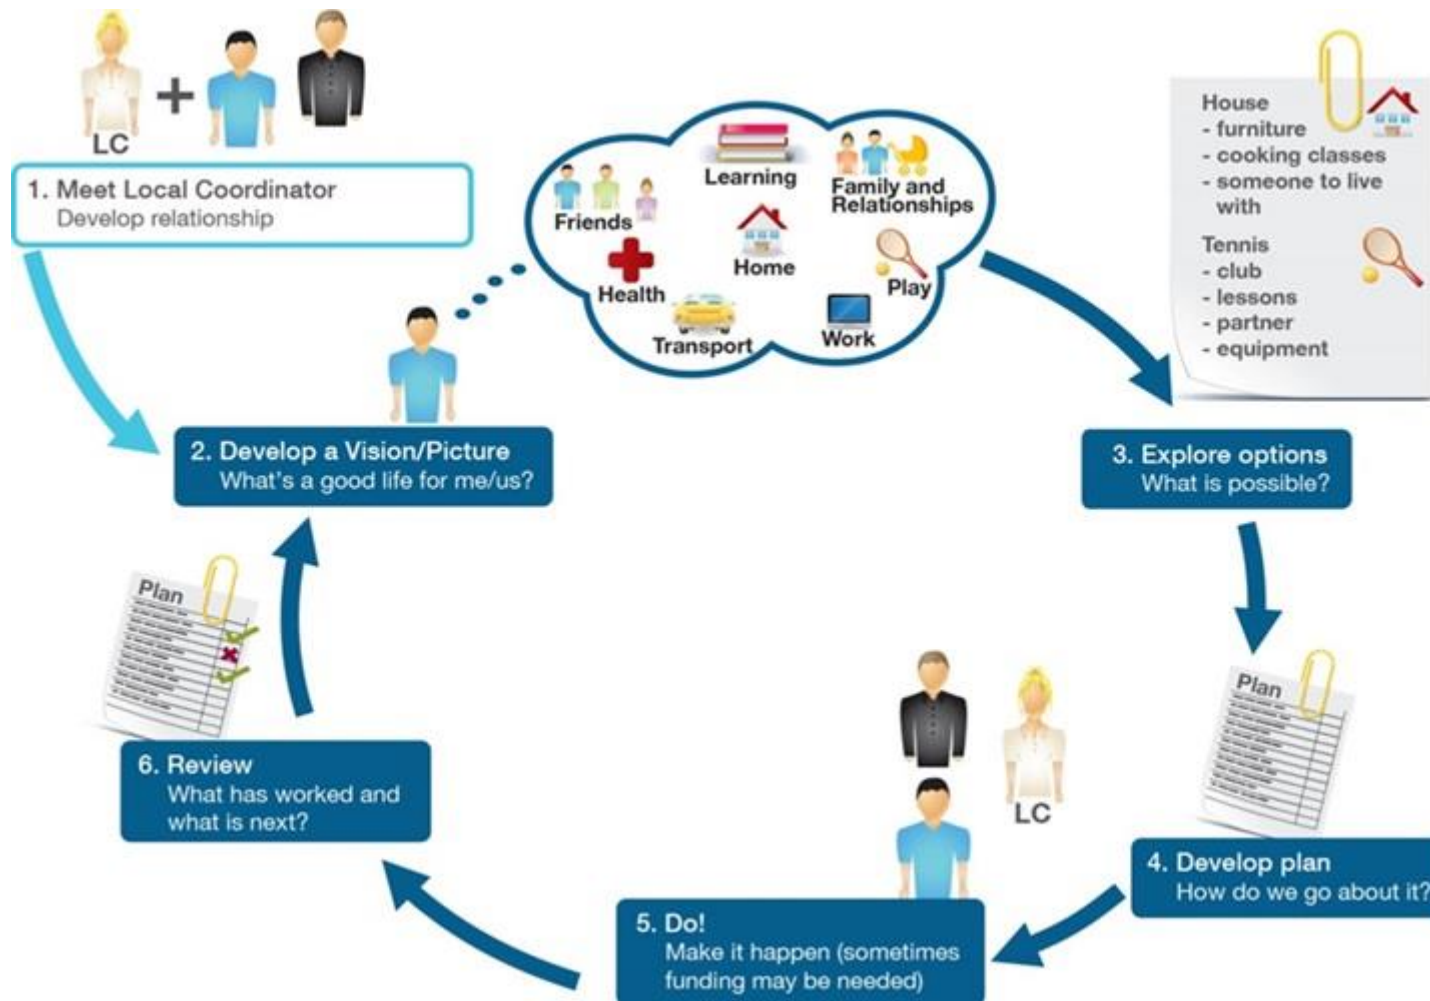 LC
1. Meet Local Coordinator
Develop relationship
Learning
Family and
Relationships
Friends
Home
Health
Play
Transport
Work
House
- furniture
- cooking classes
- someone to live
with
Tennis
- club
- lessons
- partner
- equipment
2. Develop a Vision/Picture
What's a good life for me/us?
3. Explore options
What is possible?
Plan
4. Develop plan
How do we go about it?
LC
5. Do!
Make it happen (sometimes
funding may be needed)
Plan
6. Review
What has worked and
what is next?